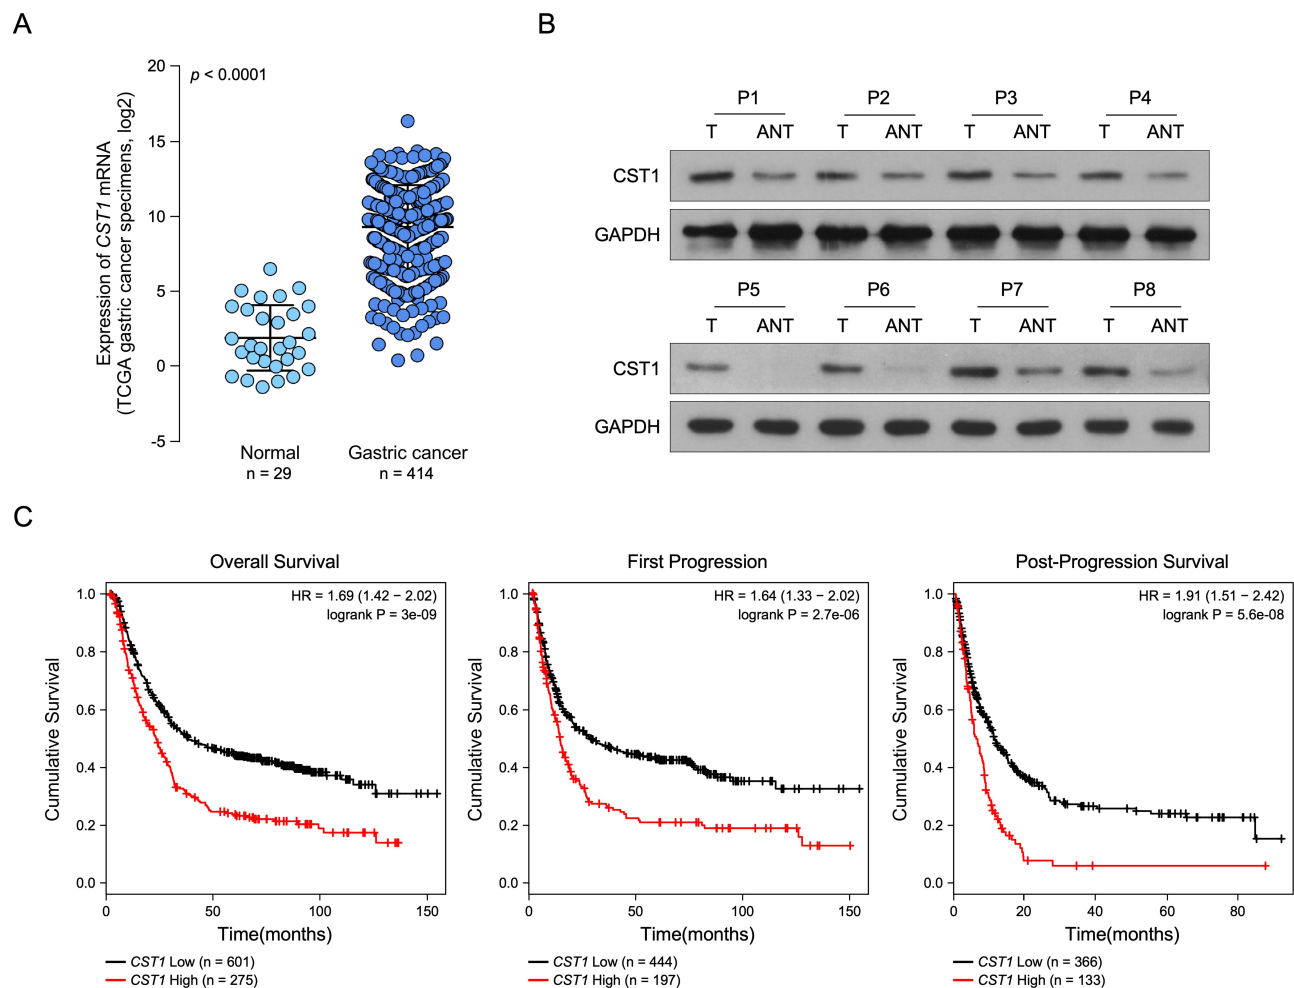 A
20
15
10
5
0
-5
Expression of CST1 mRNA
(TCGA gastric cancer specimens, log2)
p < 0.0001
Normal
n = 29
Gastric cancer
n = 414
B
P1 P2 P3 P4
T ANT T ANT T ANT T ANT
CST1
GAPDH
P5 P6 P7 P8
T ANT T ANT T ANT T ANT
CST1
GAPDH
C
Overall Survival
HR = 1.69 (1.42 − 2.02)
logrank P = 3e-09
1.0
0.8
0.6
0.4
0.2
0.0
Cumulative Survival
0 50 100 150
Time(months)
CST1 Low (n = 601)
CST1 High (n = 275)
First Progression
HR = 1.64 (1.33 − 2.02)
logrank P = 2.7e-06
1.0
0.8
0.6
0.4
0.2
0.0
Cumulative Survival
0 50 100 150
Time(months)
CST1 Low (n = 444)
CST1 High (n = 197)
Post-Progression Survival
HR = 1.91 (1.51 − 2.42)
logrank P = 5.6e-08
1.0
0.8
0.6
0.4
0.2
0.0
Cumulative Survival
0 20 40 60 80
Time(months)
CST1 Low (n = 366)
CST1 High (n = 133)